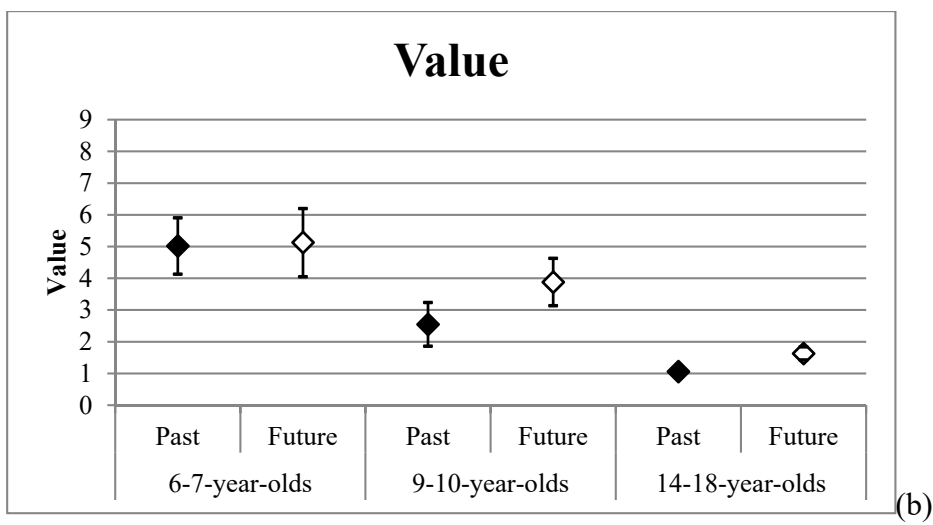 Value
9
8
7
6
5
4
3
2
1
0
Value
Past Future Past Future Past Future
6-7-year-olds 9-10-year-olds 14-18-year-olds
(b)